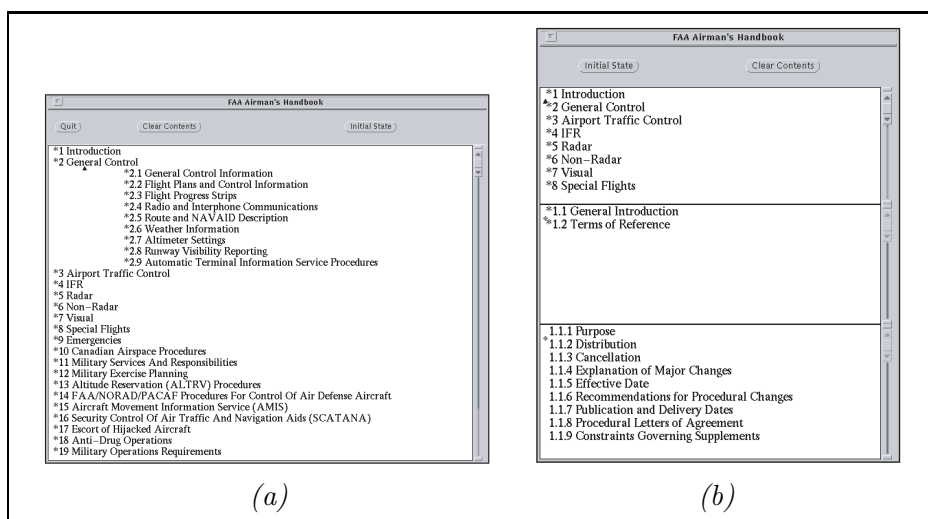 FAA Airman's Handbook
Quit
Clear Contents
Initial State
*1 Introduction
*2 General Control
*2.1 General Control Information
*2.2 Flight Plans and Control Information
*2.3 Flight Progress Strips
*2.4 Radio and Interphone Communications
*2.5 Route and NAVAID Description
*2.6 Weather Information
*2.7 Altimeter Settings
*2.8 Runway Visibility Reporting
*2.9 Automatic Terminal Information Service Procedures
*3 Airport Traffic Control
*4 IFR
*5 Radar
*6 Non-Radar
*7 Visual
*8 Special Flights
*9 Emergencies
*10 Canadian Airspace Procedures
*11 Military Services And Responsibilities
*12 Military Exercise Planning
*13 Altitude Reservation (ALTRV) Procedures
*14 FAA/NORAD/PACAF Procedures For Control Of Air Defense Aircraft
*15 Aircraft Movement Information Service (AMIS)
*16 Security Control Of Air Traffic And Navigation Aids (SCATANA)
*17 Escort of Hijacked Aircraft
*18 Anti-Drug Operations
*19 Military Operations Requirements
(a)
FAA Airman's Handbook
Initial State
Clear Contents
*1 Introduction
*2 General Control
*3 Airport Traffic Control
*4 IFR
*5 Radar
*6 Non-Radar
*7 Visual
*8 Special Flights
*1.1 General Introduction
*1.2 Terms of Reference
1.1.1 Purpose
1.1.2 Distribution
1.1.3 Cancellation
1.1.4 Explanation of Major Changes
1.1.5 Effective Date
1.1.6 Recommendations for Procedural Changes
1.1.7 Publication and Delivery Dates
1.1.8 Procedural Letters of Agreement
1.1.9 Constraints Governing Supplements
(b)